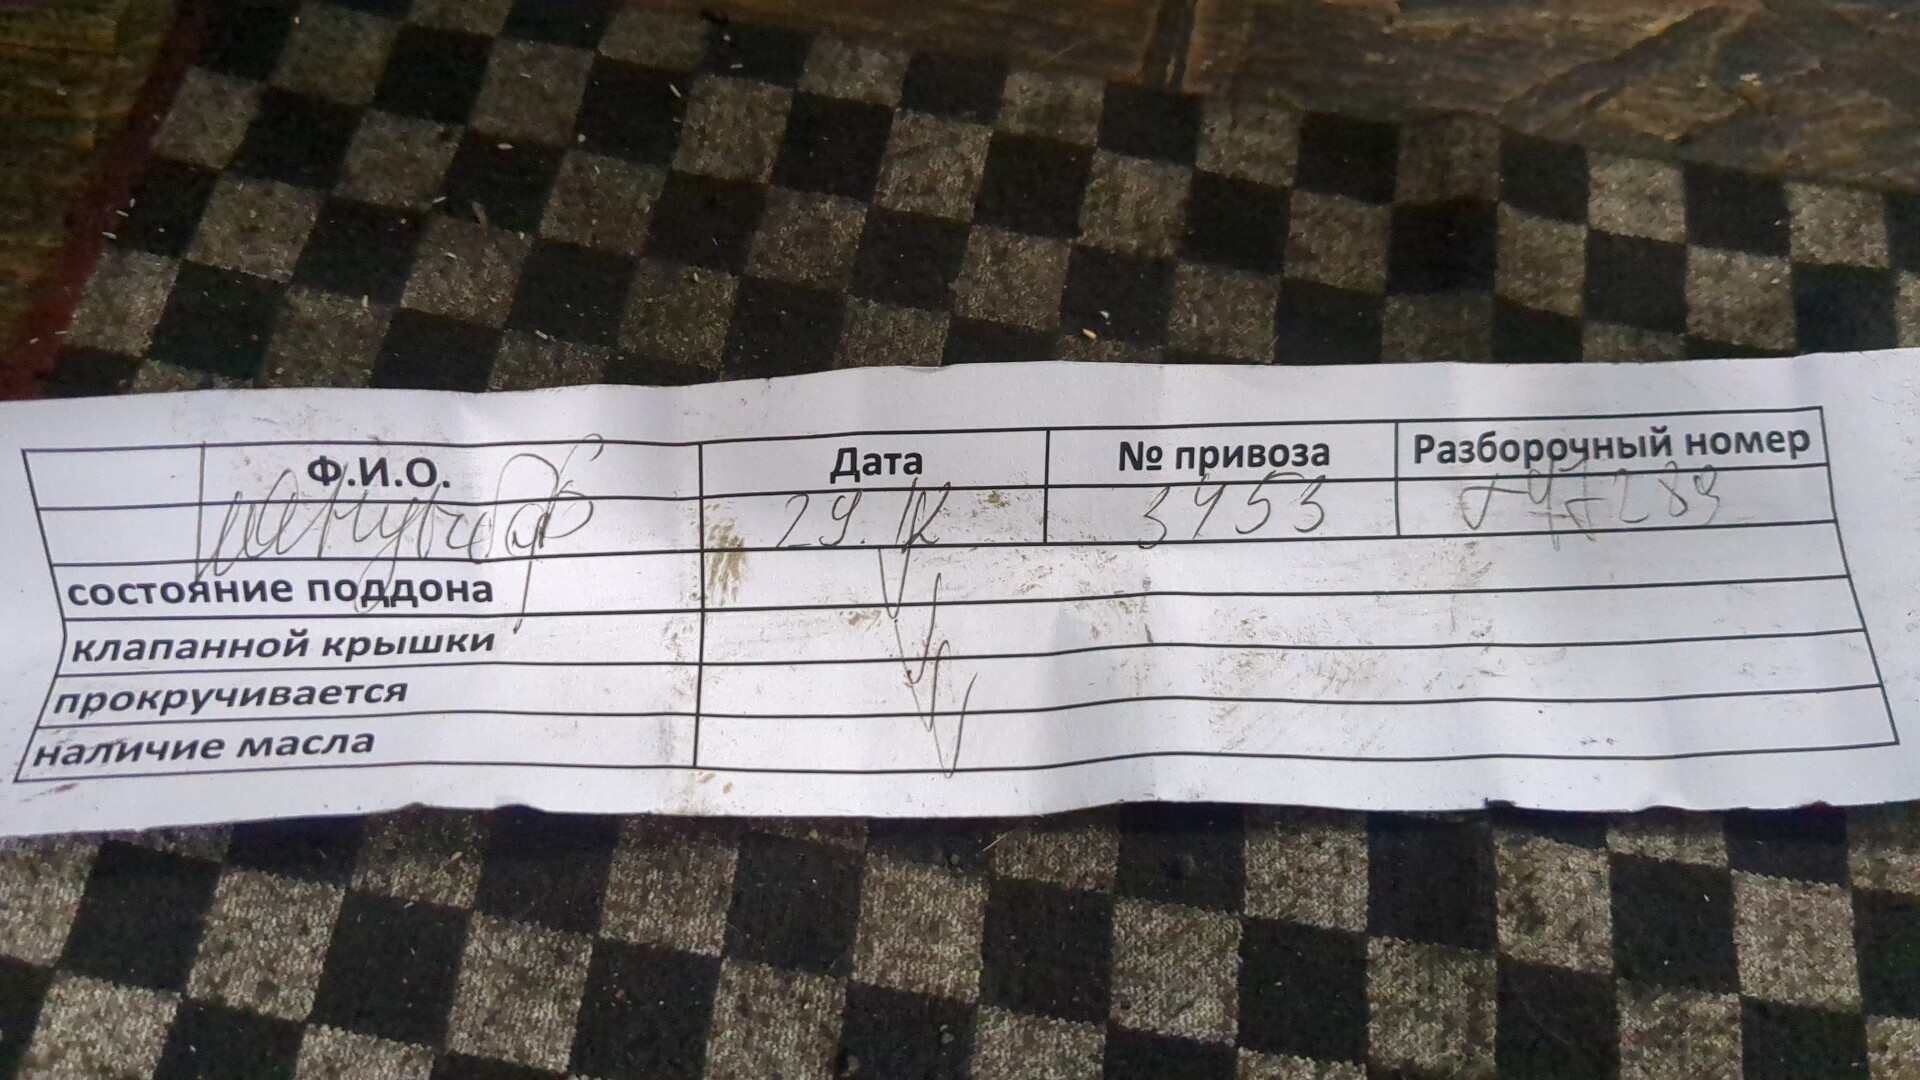 Ф.И.О. Дата № привоза Разборочный номер
29. 3453
состояние поддона
клапанной крышки
прокручивается
наличие масла